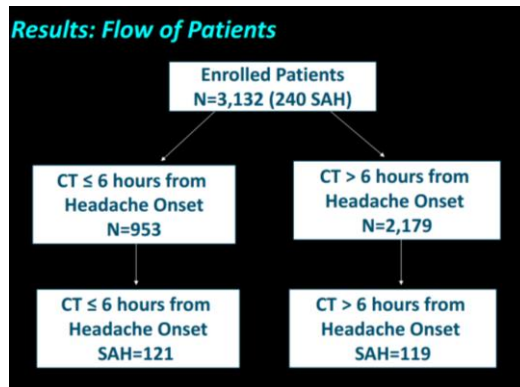 Results: Flow of Patients
Enrolled Patients
N=3,132 (240 SAH)
CT ≤ 6 hours from
Headache Onset
N=953
CT > 6 hours from
Headache Onset
N=2,179
CT ≤ 6 hours from
Headache Onset
SAH=121
CT > 6 hours from
Headache Onset
SAH=119